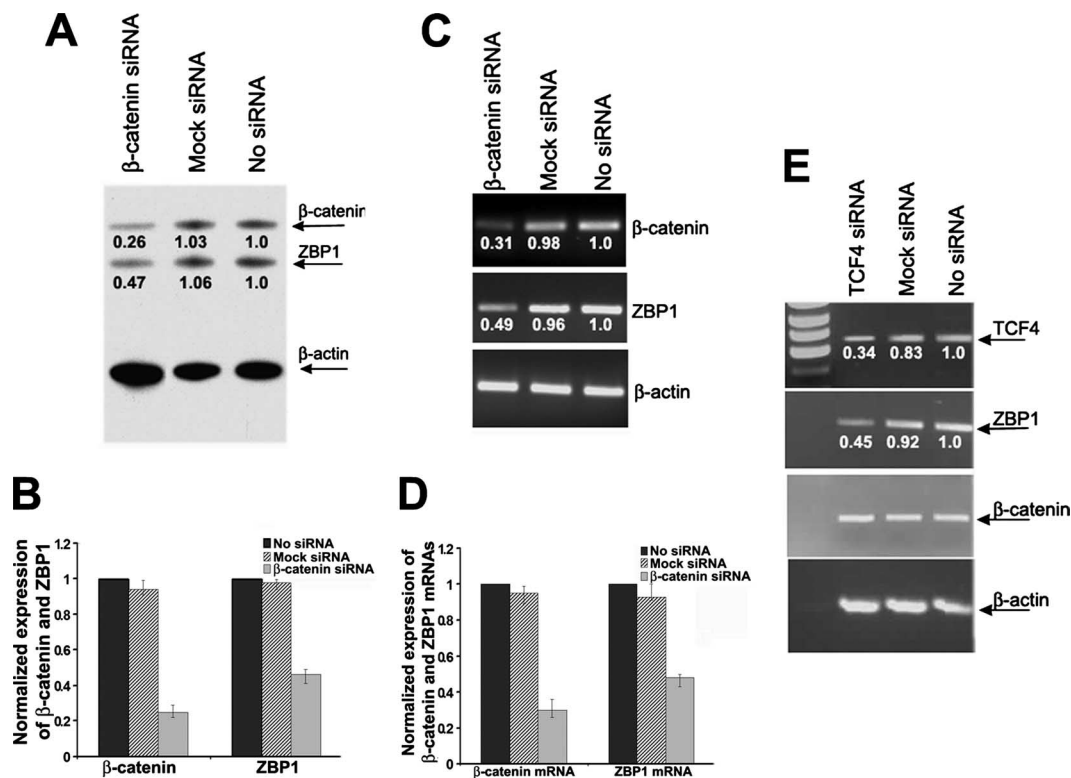 A
β-catenin siRNA
Mock siRNA
No siRNA
β-catenin
0.26 1.03 1.0
ZBP1
0.47 1.06 1.0
β-actin
B
Normalized expression
of β-catenin and ZBP1
1.2
1
0.8
0.6
0.4
0.2
0
No siRNA
Mock siRNA
β-catenin siRNA
β-catenin
ZBP1
C
β-catenin siRNA
Mock siRNA
No siRNA
β-catenin
0.31 0.98 1.0
ZBP1
0.49 0.96 1.0
β-actin
D
Normalized expression of
β-catenin and ZBP1 mRNAs
1.2
1
0.8
0.6
0.4
0.2
0
No siRNA
Mock siRNA
β-catenin siRNA
β-catenin mRNA
ZBP1 mRNA
E
TCF4 siRNA
Mock siRNA
No siRNA
TCF4
0.34 0.83 1.0
ZBP1
0.45 0.92 1.0
β-catenin
β-actin